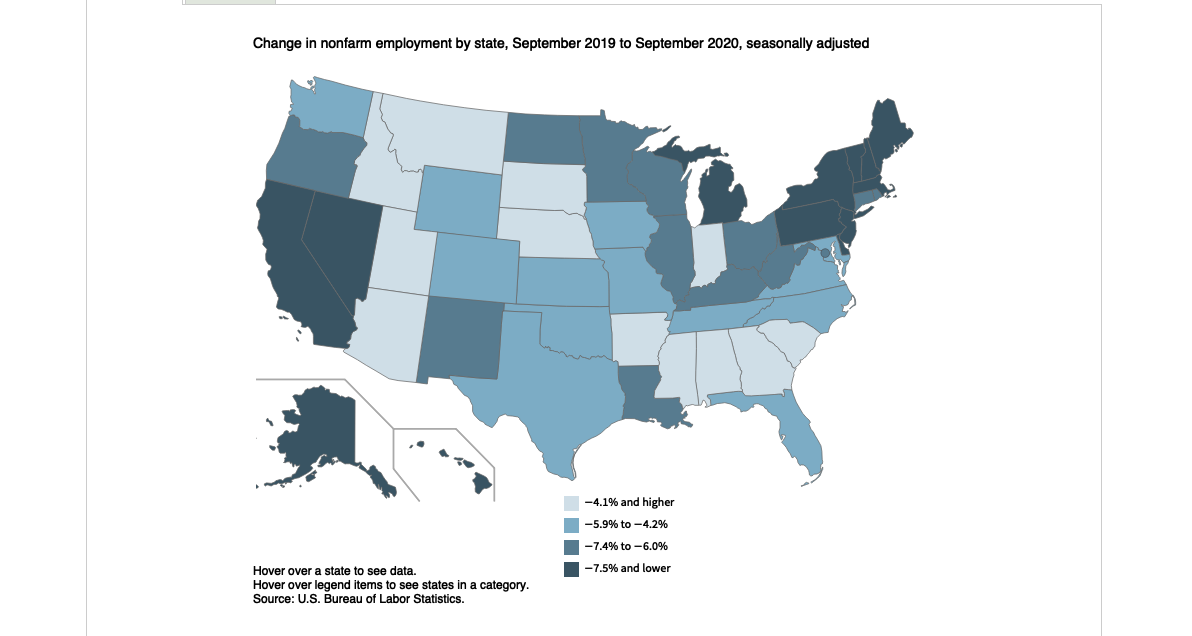 Change in nonfarm employment by state, September 2019 to September 2020, seasonally adjusted
−4.1% and higher
−5.9% to −4.2%
−7.4% to −6.0%
−7.5% and lower
Hover over a state to see data.
Hover over legend items to see states in a category.
Source: U.S. Bureau of Labor Statistics.